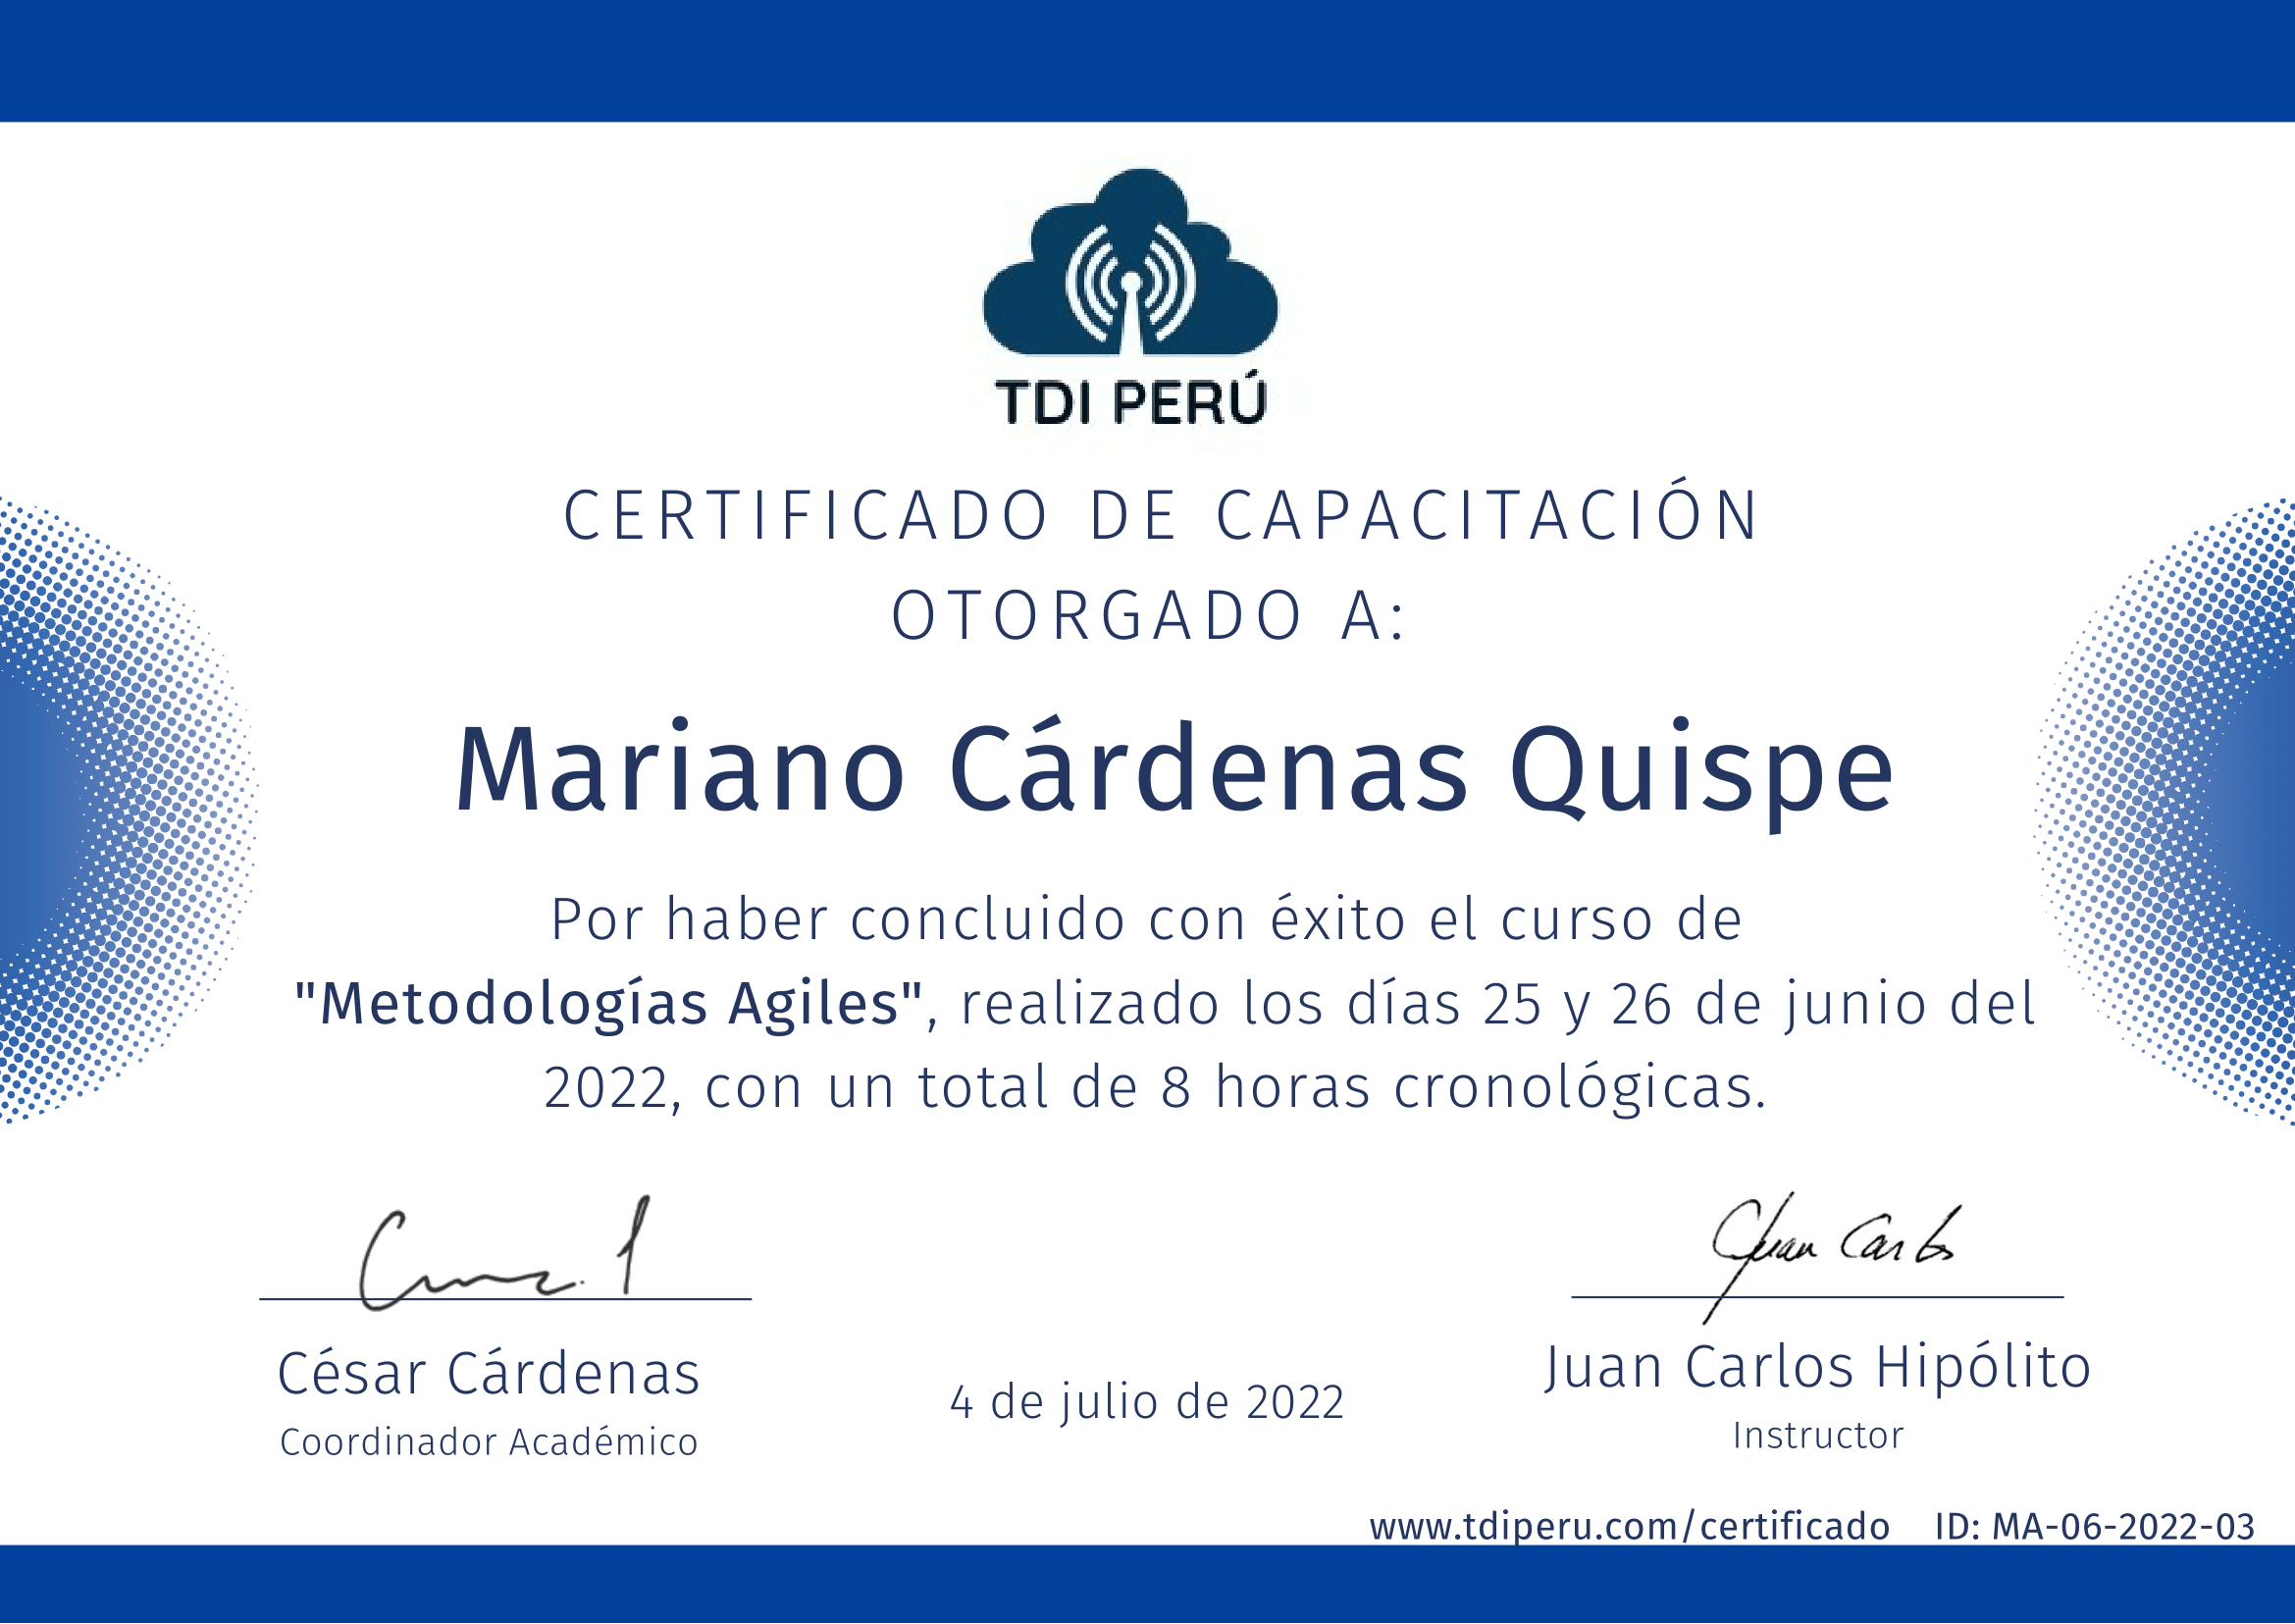 TDI PERÚ
CERTIFICADO DE CAPACITACIÓN
OTORGADO A:
Mariano Cárdenas Quispe
Por haber concluido con éxito el curso de
"Metodologías Agiles", realizado los días 25 y 26 de junio del
2022, con un total de 8 horas cronológicas.
Juan Carlos
César Cárdenas
Coordinador Académico
4 de julio de 2022
Juan Carlos Hipólito
Instructor
www.tdiperu.com/certificado ID: MA-06-2022-03